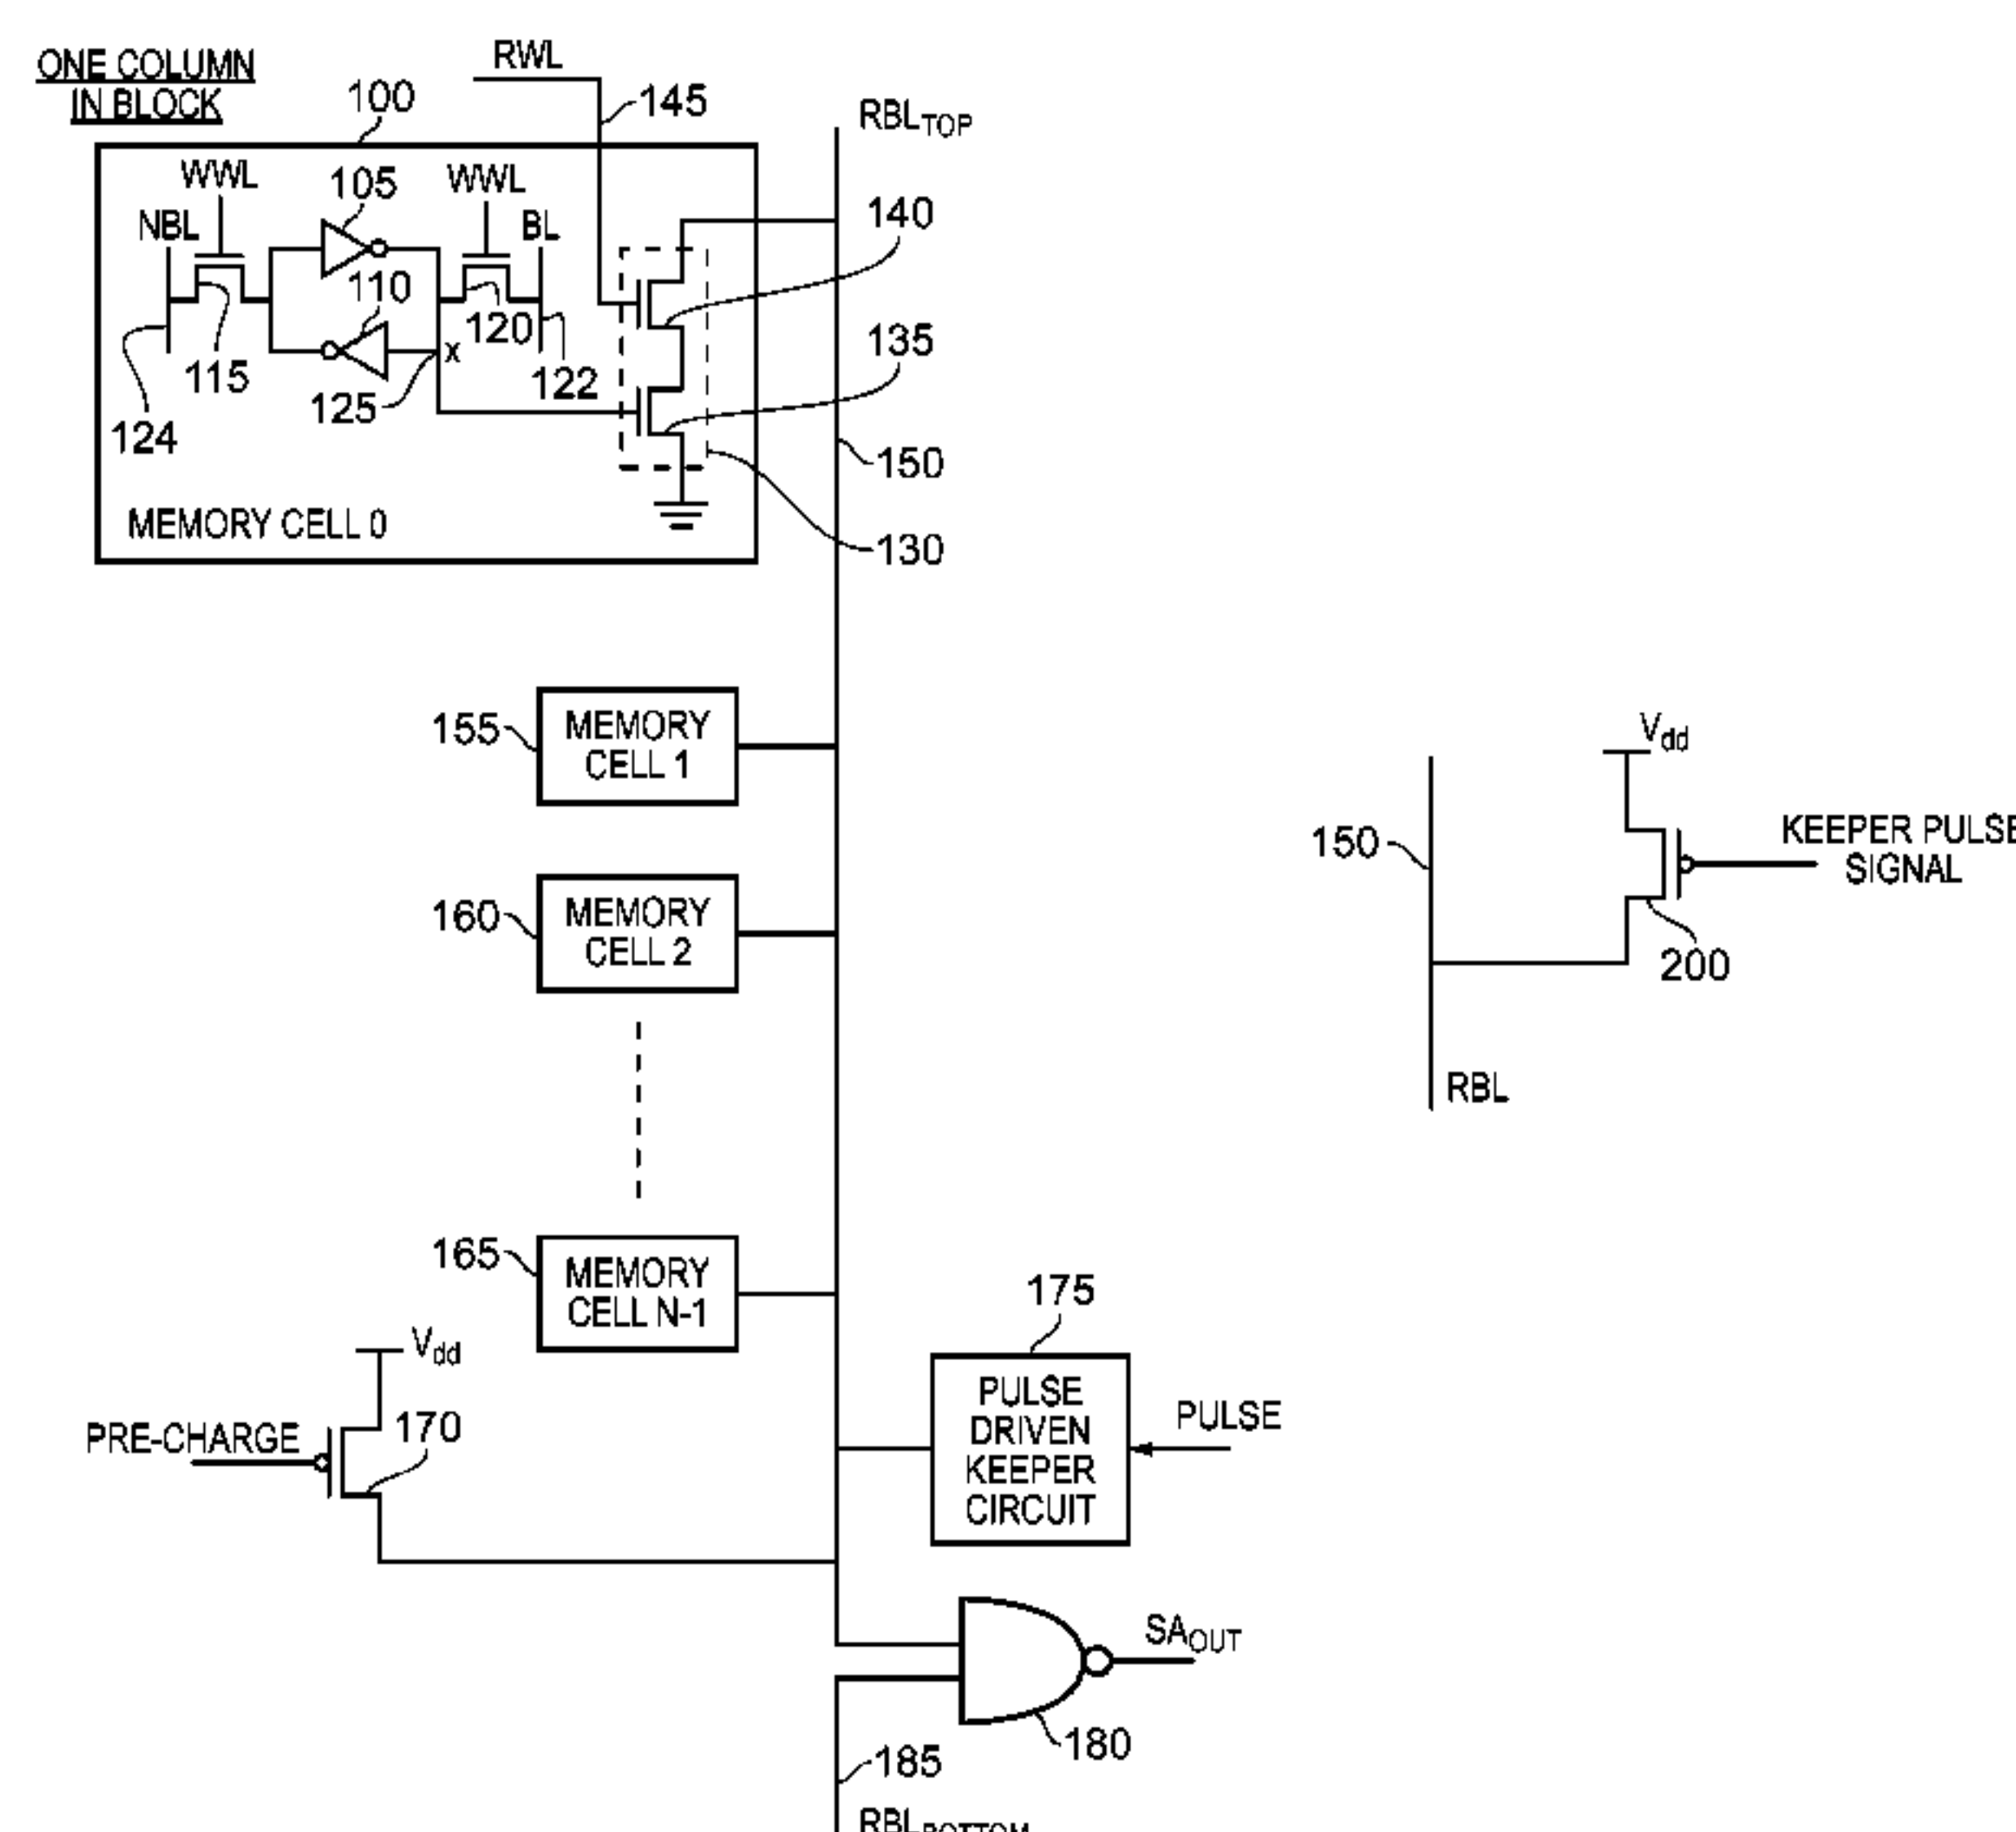 ONE COLUMN
IN BLOCK
RWL
100
145
RBLTOP
WWL
105
WWL
NBL
BL
140
110
120
135
x
115
122
125
124
150
MEMORY CELL 0
130
155
MEMORY
CELL 1
160
MEMORY
CELL 2
165
MEMORY
CELL N-1
Vdd
PRE-CHARGE
170
175
PULSE
DRIVEN
KEEPER
CIRCUIT
PULSE
SAOUT
180
185
RBLBOTTOM
Vdd
150
KEEPER PULSE
SIGNAL
200
RBL